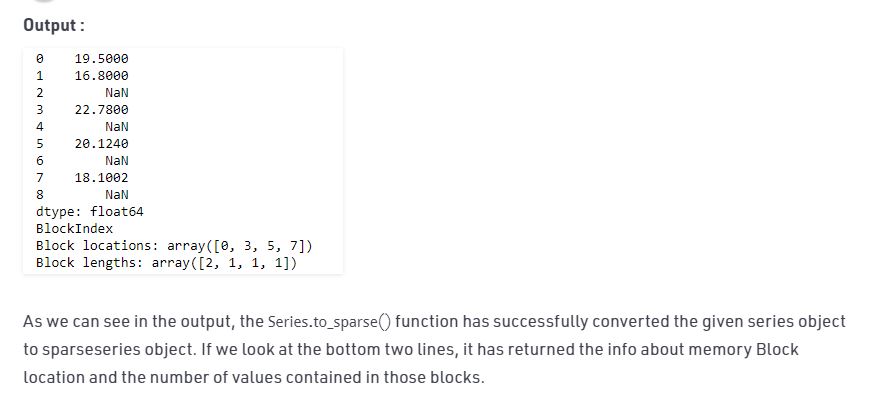 Output :
0    19.5000
1    16.8000
2        NaN
3    22.7800
4        NaN
5    20.1240
6        NaN
7    18.1002
8        NaN
dtype: float64
BlockIndex
Block locations: array([0, 3, 5, 7])
Block lengths: array([2, 1, 1, 1])
As we can see in the output, the Series.to_sparse() function has successfully converted the given series object
to sparseseries object. If we look at the bottom two lines, it has returned the info about memory Block
location and the number of values contained in those blocks.